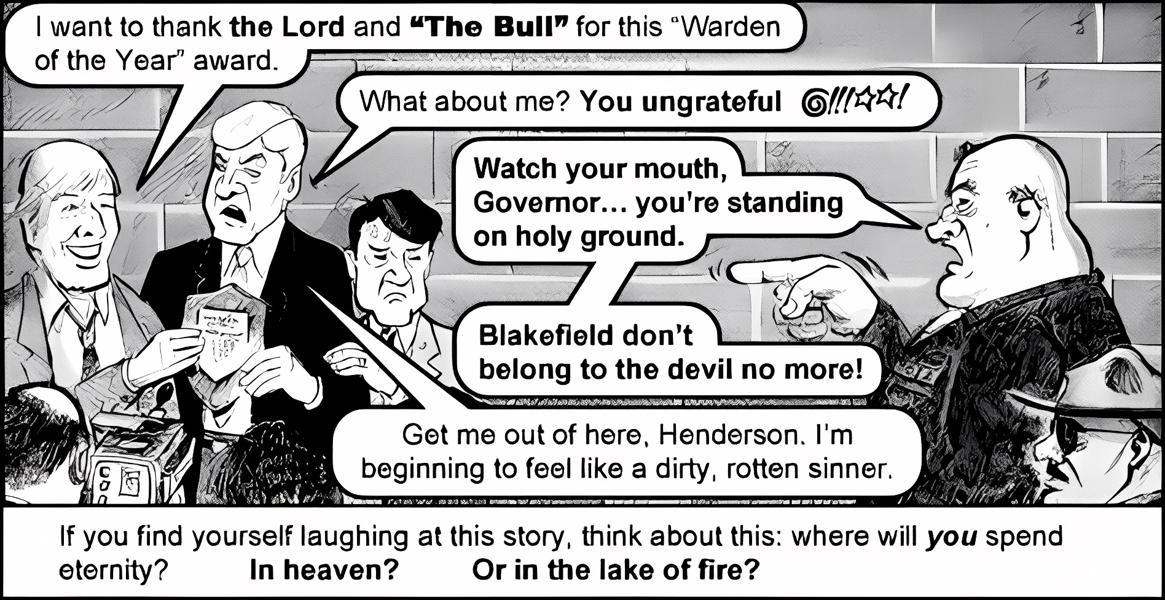 I want to thank the Lord and “The Bull” for this “Warden
of the Year” award.
What about me? You ungrateful
Watch your mouth,
Governor... you're standing
on holy ground.
Blakefield don't
belong to the devil no more!
Get me out of here, Henderson. I'm
beginning to feel like a dirty, rotten sinner.
If you find yourself laughing at this story, think about this: where will you spend
eternity? In heaven? Or in the lake of fire?